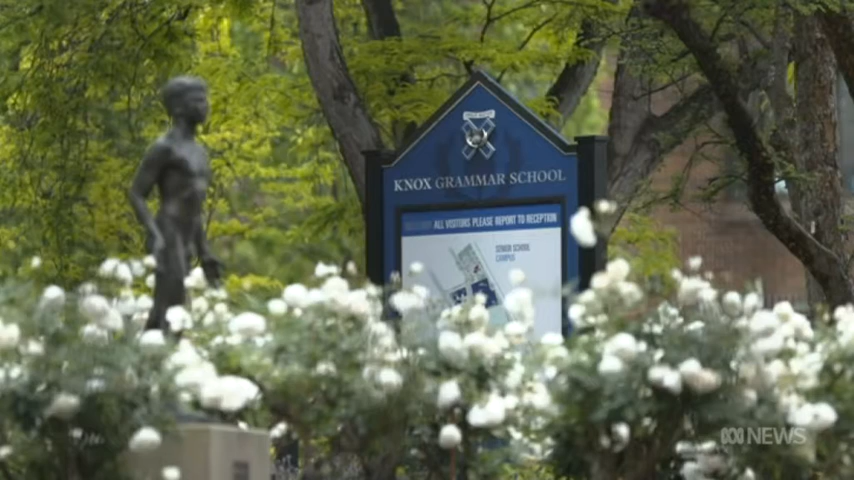 KNOX GRAMMAR SCHOOL
ALL VISITORS PLEASE REPORT TO RECEPTION
SENIOR SCHOOL
CAMPUS
ABC NEWS